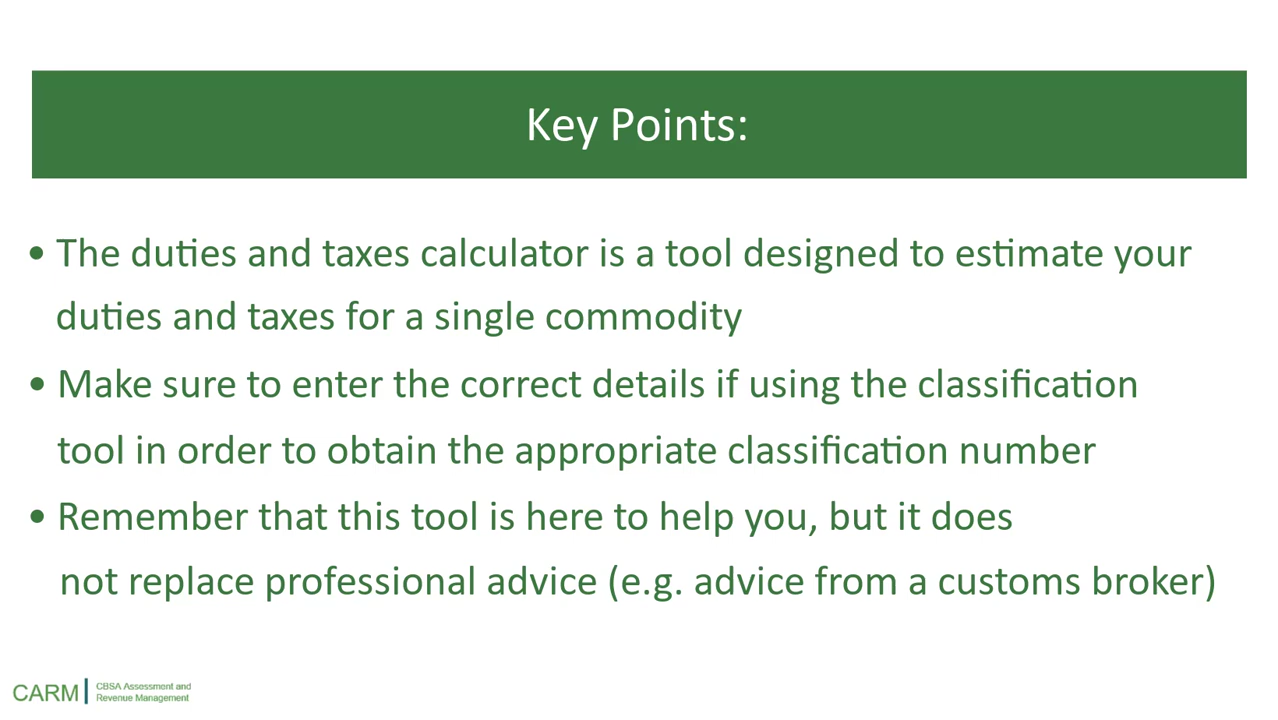 Key Points:
• The duties and taxes calculator is a tool designed to estimate your
duties and taxes for a single commodity
• Make sure to enter the correct details if using the classification
tool in order to obtain the appropriate classification number
• Remember that this tool is here to help you, but it does
not replace professional advice (e.g. advice from a customs broker)
CARM | CBSA Assessment and
Revenue Management